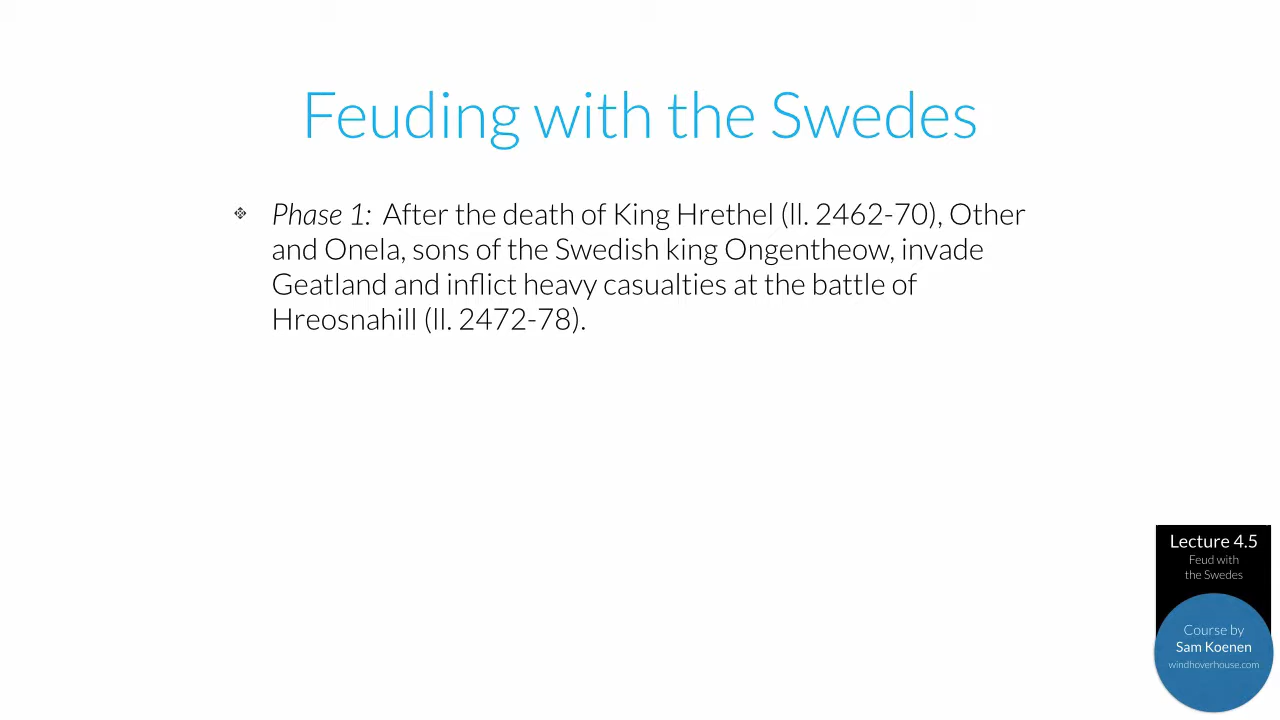 Feuding with the Swedes
Phase 1: After the death of King Hrethel (ll. 2462-70), Other
and Onela, sons of the Swedish king Ongentheow, invade
Geatland and inflict heavy casualties at the battle of
Hreosnahill (ll. 2472-78).
Lecture 4.5
Feud with
the Swedes
Course by
Sam Koenen
windhoverhouse.com